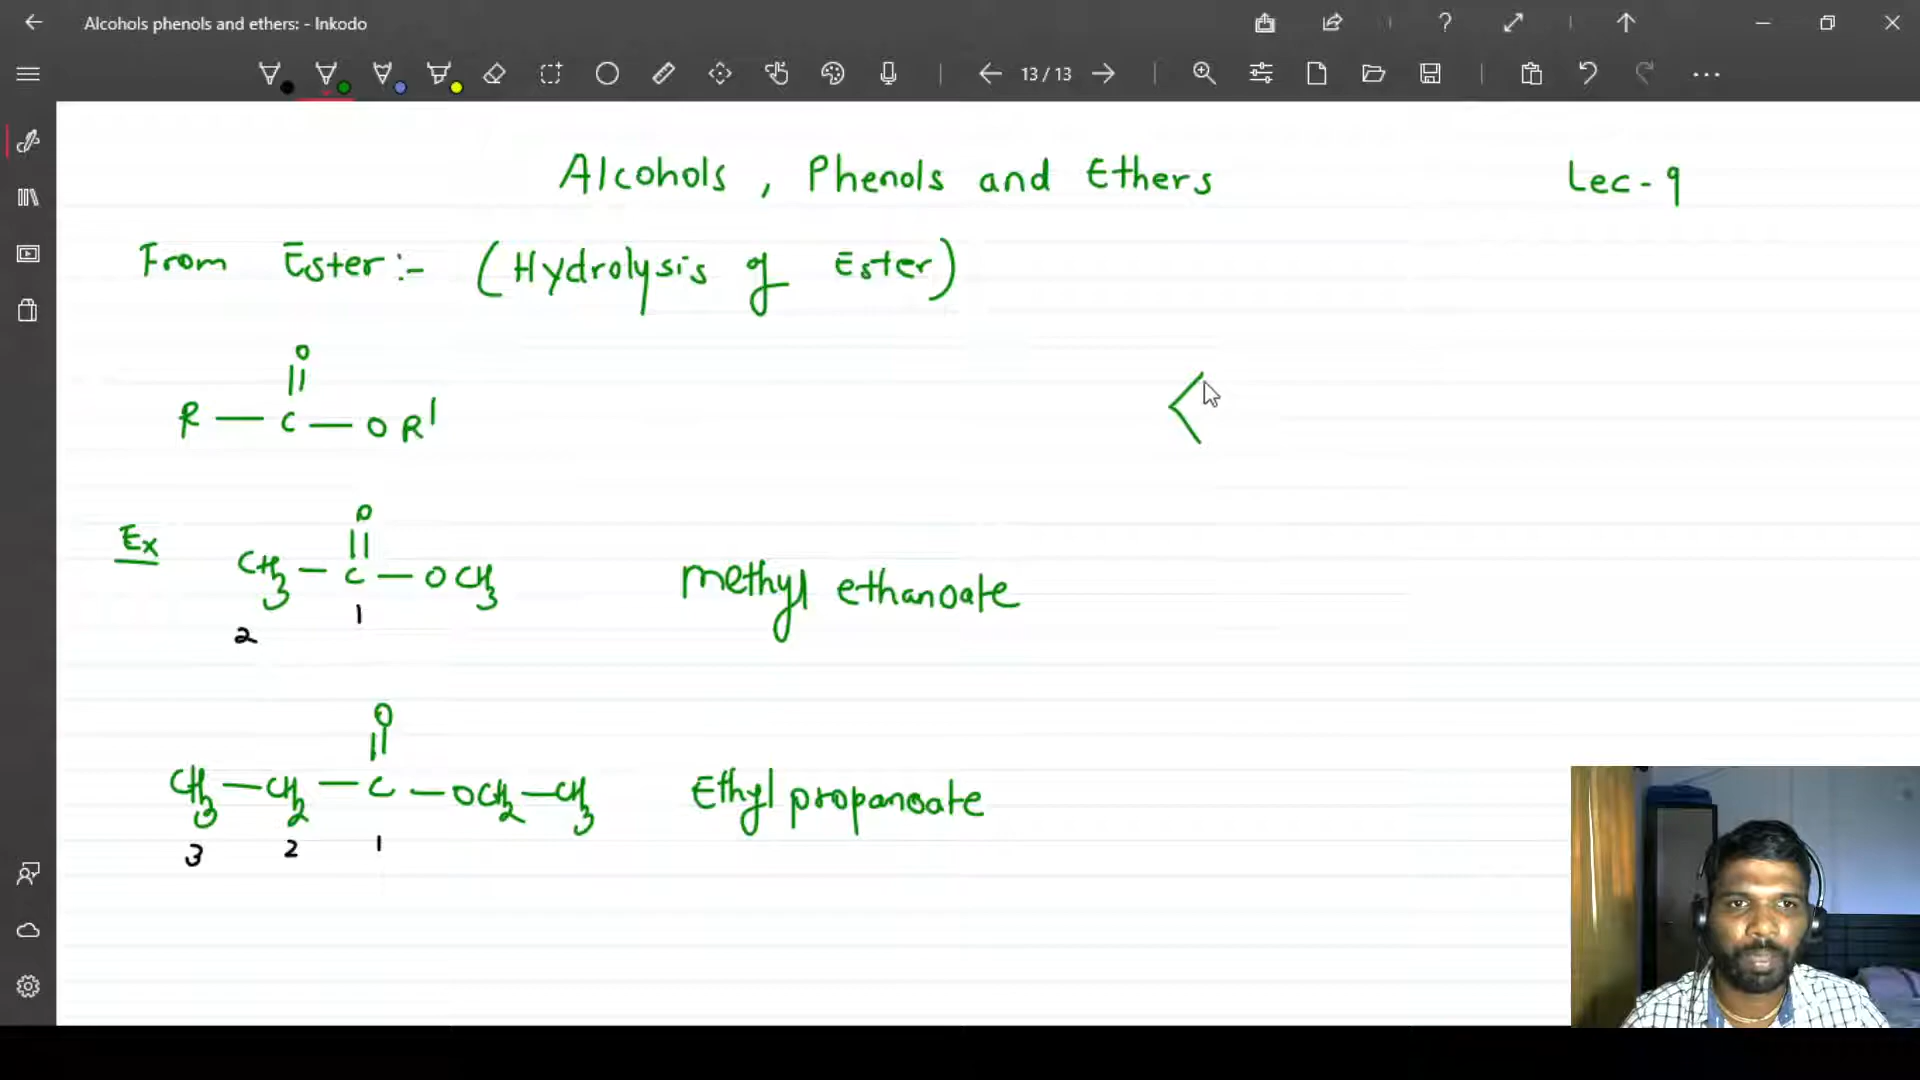 Alcohols phenols and ethers: - Inkodo
13 / 13
Alcohols, Phenols and Ethers
Lec-9
From Ester:- (Hydrolysis of Ester)
O
||
R — C — OR'
Ex
O
||
CH3 — C — OCH3
methyl ethanoate
2 1
O
||
CH3 — CH2 — C — OCH2 — CH3
Ethyl propanoate
3 2 1